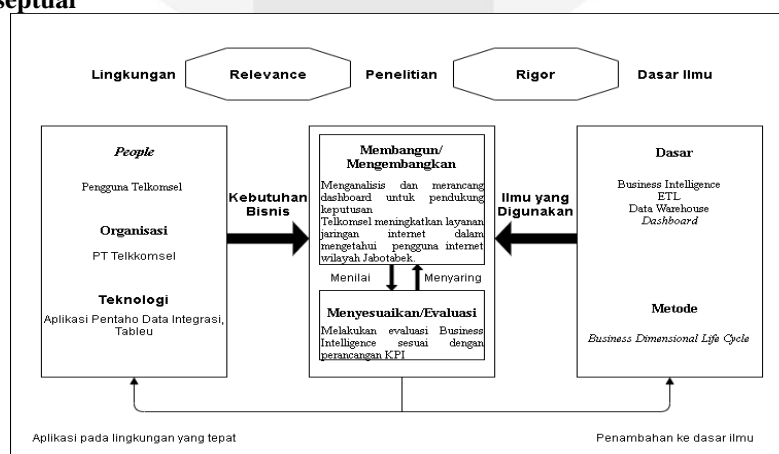 septual
Lingkungan
Relevance
Penelitian
Rigor
Dasar Ilmu
People
Pengguna Telkomsel
Organisasi
PT Telkkomsel
Teknologi
Aplikasi Pentaho Data Integrasi,
Tableu
Kebutuhan
Bisnis
Membangun/
Mengembangkan
Menganalisis dan merancang
dashboard untuk pendukung
keputusan
Telkomsel meningkatkan layanan
jaringan internet dalam
mengetahui pengguna internet
wilayah Jabotabek.
Menilai
Menyaring
Menyesuaikan/Evaluasi
Melakukan evaluasi Business
Intelligence sesuai dengan
perancangan KPI
Ilmu yang
Digunakan
Dasar
Business Intelligence
ETL
Data Warehouse
Dashboard
Metode
Business Dimensional Life Cycle
Aplikasi pada lingkungan yang tepat
Penambahan ke dasar ilmu